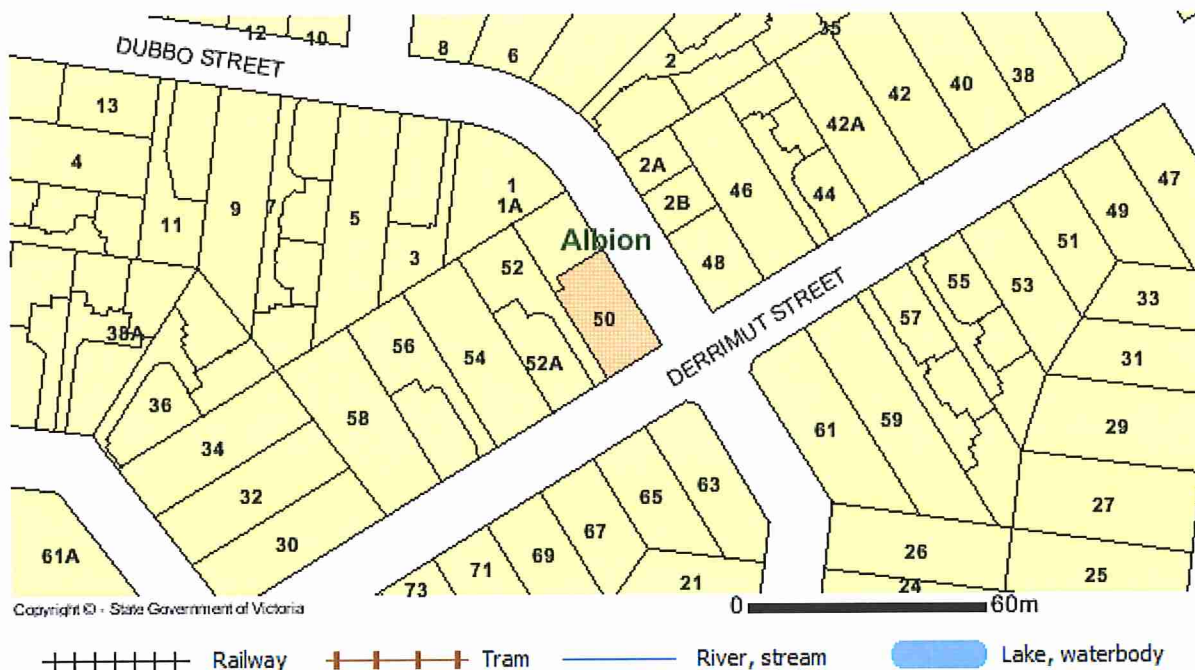 12 10
8 6 2 35
DUBBO STREET
13 42 40 38
4 42A
2A 47
1
1A
2B 46 44 49
11 9 7 5 3 52 Albion 48 51
55 53 33
50 DERRIMUT STREET 57
38A 56 54 52A 31
36 58 61 59 29
34
32 65 63 27
30 67
61A 73 71 69 21 26 25
24
Copyright © - State Government of Victoria
0 60m
Railway Tram River, stream Lake, waterbody